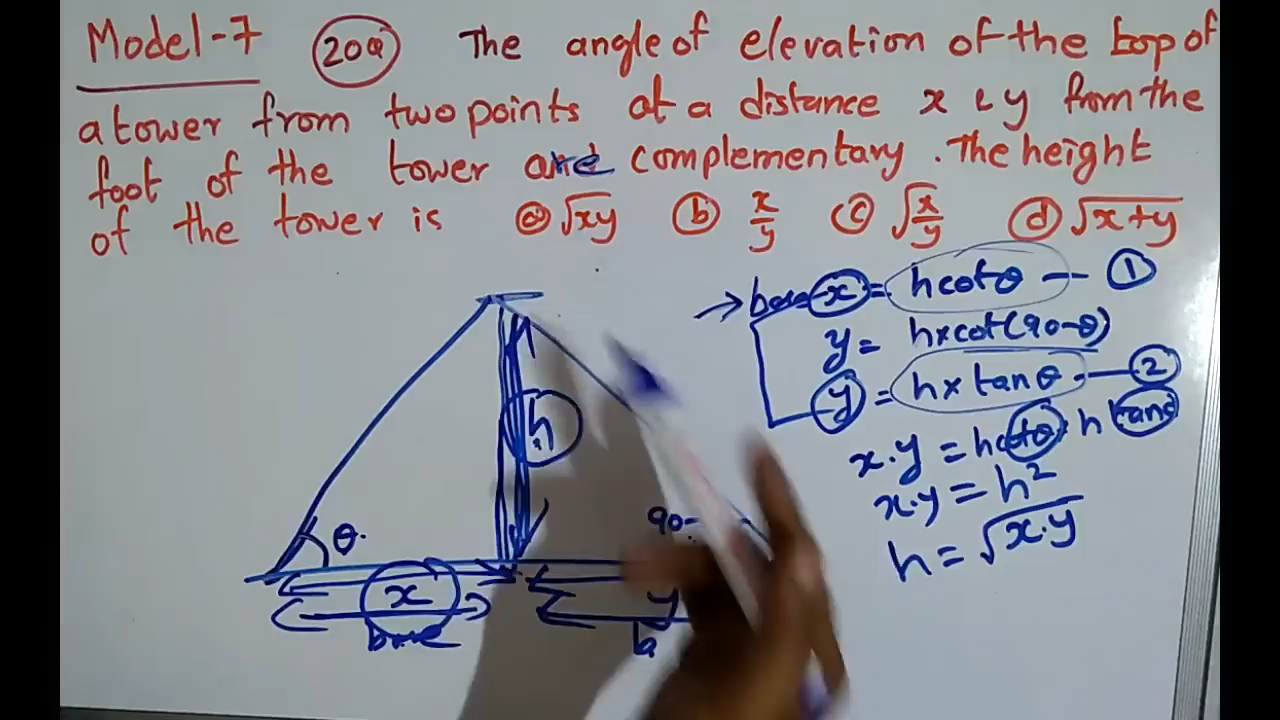 Model-7 (20Q) The angle of elevation of the top of
a tower from two points at a distance x & y from the
foot of the tower are complementary. The height
of the tower is (a) √xy (b) x/y (c) √x/y (d) √x+y
→ base x = h cot θ — (1)
y = h x cot(90-θ)
y = h x tan θ — (2)
x.y = h cot θ h tan θ
x.y = h²
h = √x.y
h
θ
90-
x
y
base
ba